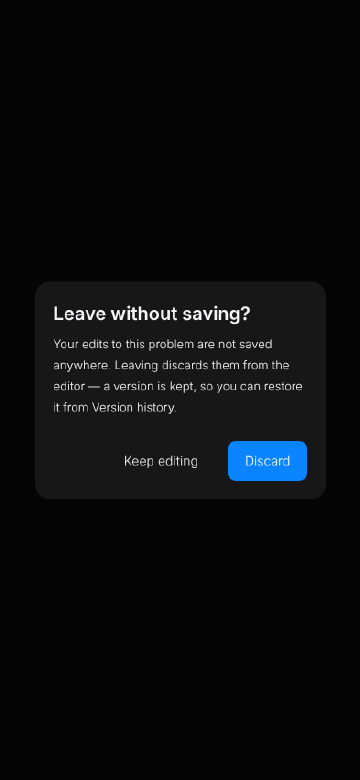 Leave without saving?
Your edits to this problem are not saved
anywhere. Leaving discards them from the
editor — a version is kept, so you can restore
it from Version history.
Keep editing
Discard